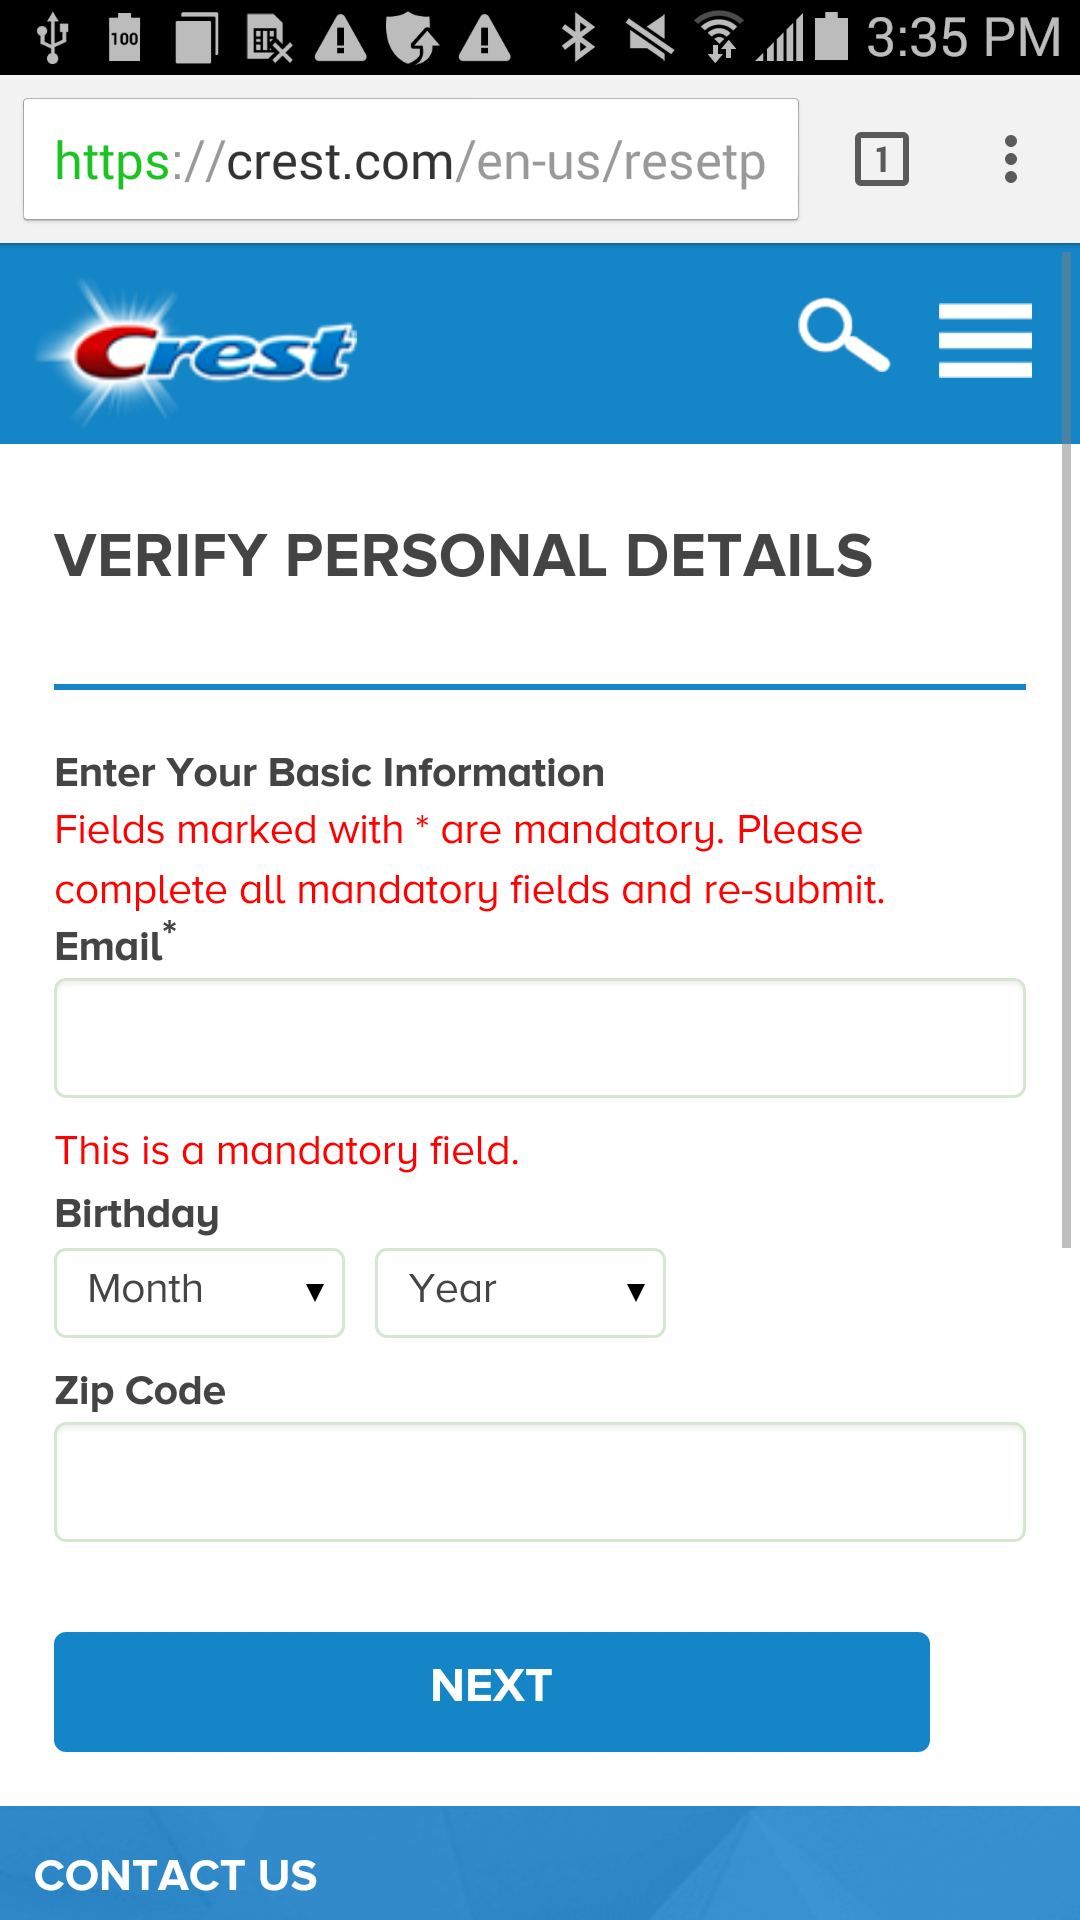 100
3:35 PM
https://crest.com/en-us/resetp
1
Crest
VERIFY PERSONAL DETAILS
Enter Your Basic Information
Fields marked with * are mandatory. Please
complete all mandatory fields and re-submit.
Email*
This is a mandatory field.
Birthday
Month ▼ Year ▼
Zip Code
NEXT
CONTACT US